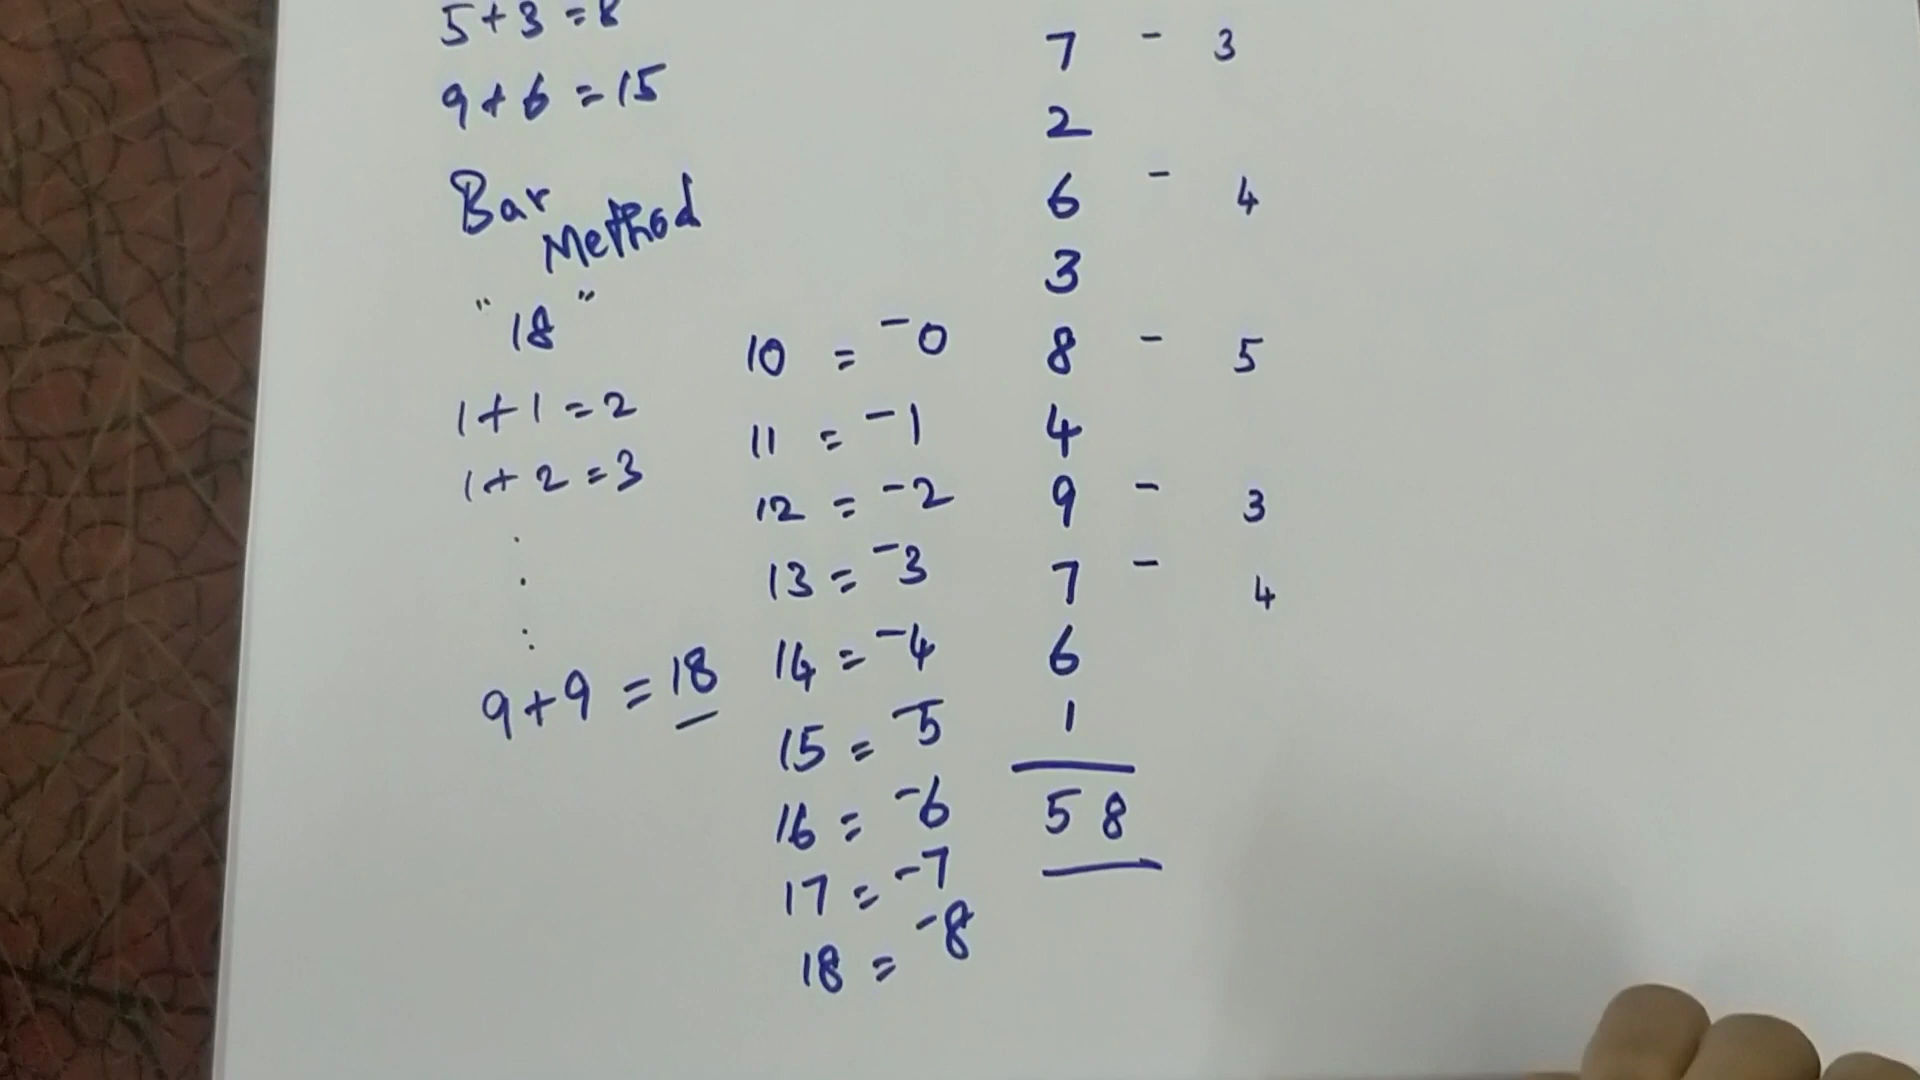 5+3=8
9+6=15
Bar
Method
"18"
1+1=2
1+2=3
.
.
:
9+9=18
10 = -0
11 = -1
12 = -2
13 = -3
14 = -4
15 = -5
16 = -6
17 = -7
18 = -8
7 - 3
2
6 - 4
3
8 - 5
4
9 - 3
7 - 4
6
1
58